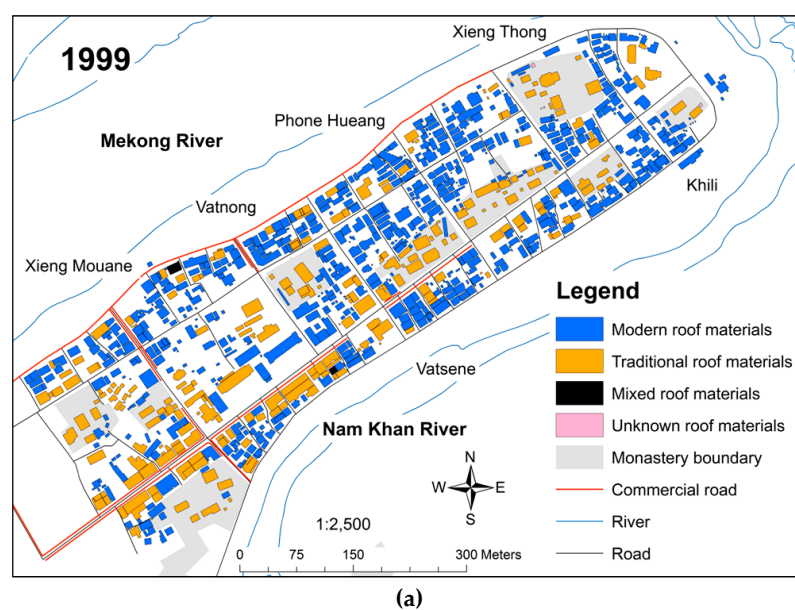 1999
Xieng Thong
Phone Hueang
Mekong River
Khili
Vatnong
Xieng Mouane
Legend
Modern roof materials
Traditional roof materials
Mixed roof materials
Unknown roof materials
Monastery boundary
Commercial road
River
Road
Vatsene
Nam Khan River
N
W E
S
1:2,500
0 75 150 300 Meters
(a)